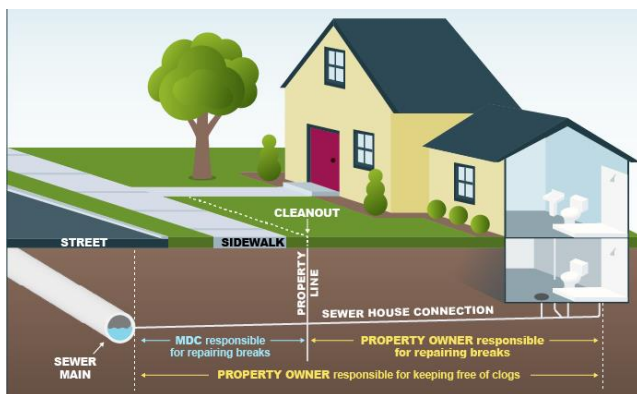 CLEANOUT
STREET
SIDEWALK
PROPERTY
LINE
SEWER HOUSE CONNECTION
MDC responsible
for repairing breaks
PROPERTY OWNER responsible
for repairing breaks
SEWER
MAIN
PROPERTY OWNER responsible for keeping free of clogs